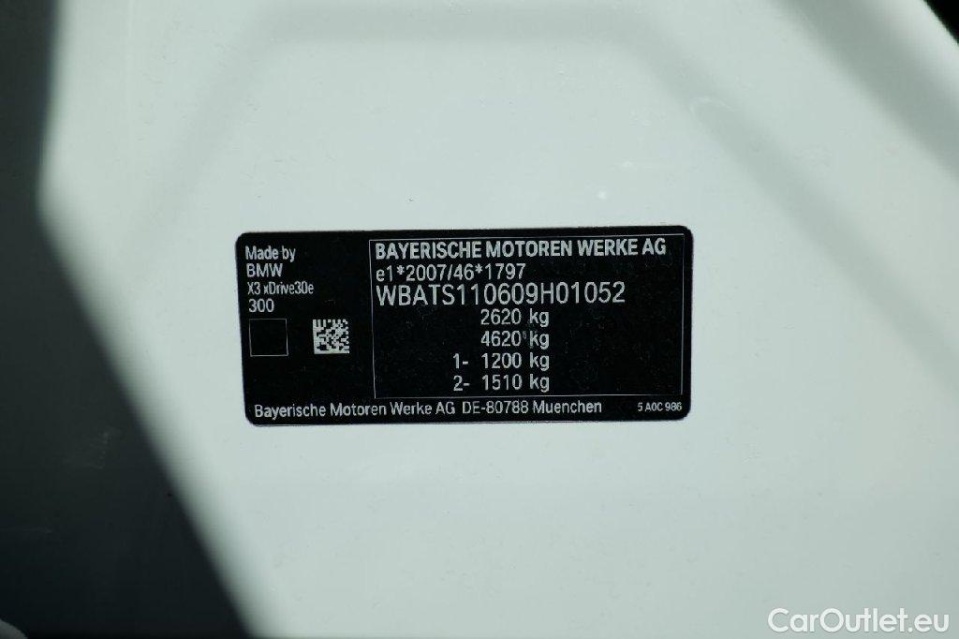 Made by
BMW
X3 xDrive30e
300
BAYERISCHE MOTOREN WERKE AG
e1*2007/46*1797
WBATS110609H01052
2620 kg
4620 kg
1- 1200 kg
2- 1510 kg
Bayerische Motoren Werke AG DE-80788 Muenchen
5 A0C 986
CarOutlet.eu